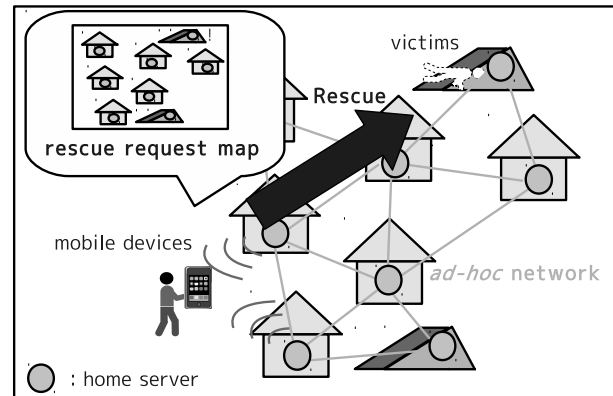 victims
Rescue
rescue request map
mobile devices
ad-hoc network
: home server